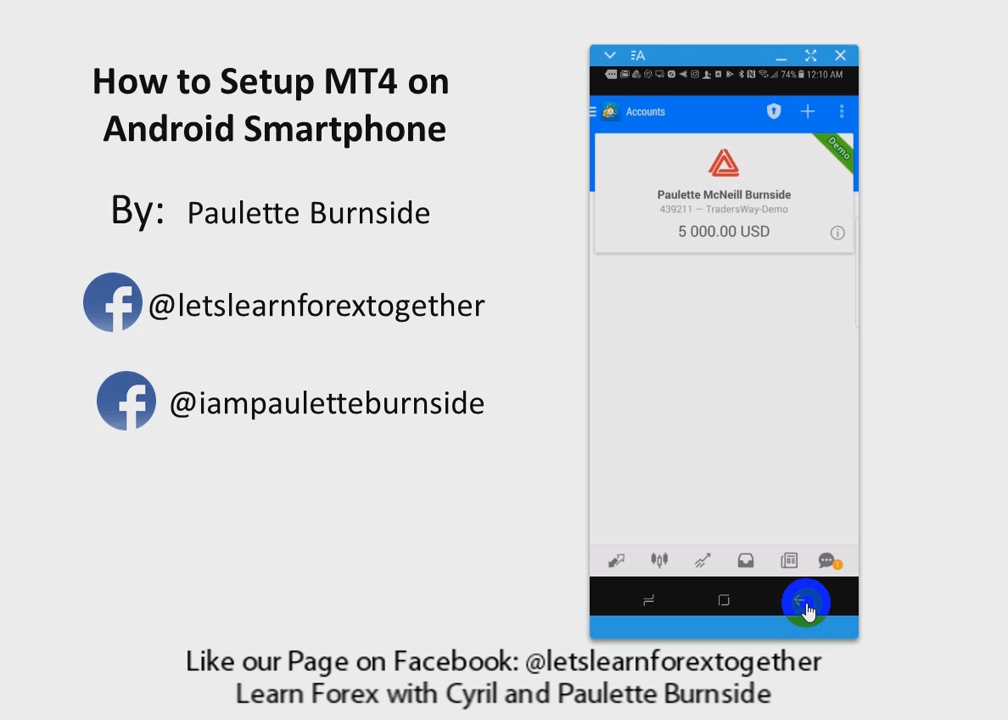 How to Setup MT4 on
Android Smartphone
By: Paulette Burnside
@letslearnforextogether
@iampauletteburnside
74% 12:10 AM
Accounts
Demo
Paulette McNeill Burnside
439211 — TradersWay-Demo
5 000.00 USD
Like our Page on Facebook: @letslearnforextogether
Learn Forex with Cyril and Paulette Burnside